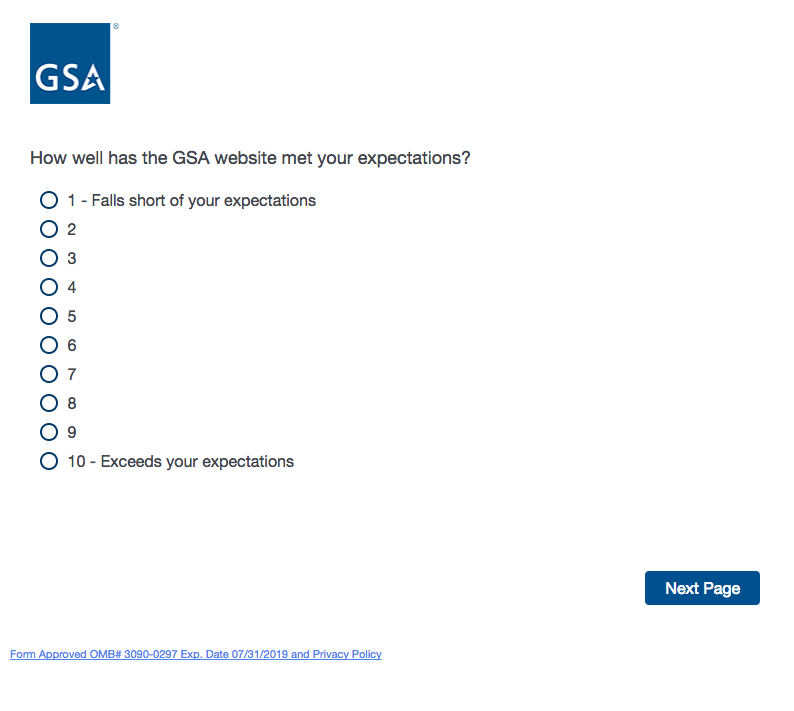 GSA
®
How well has the GSA website met your expectations?
1 - Falls short of your expectations
2
3
4
5
6
7
8
9
10 - Exceeds your expectations
Next Page
Form Approved OMB# 3090-0297 Exp. Date 07/31/2019 and Privacy Policy